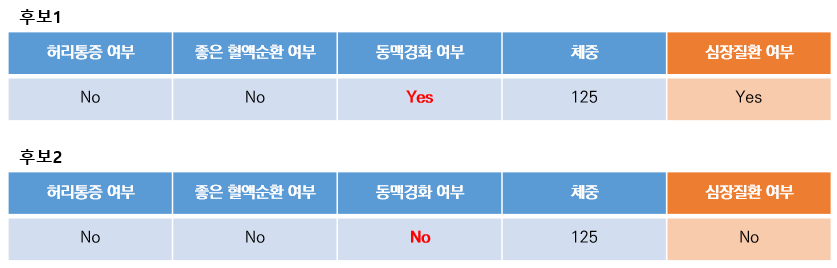 후보1
허리통증 여부 좋은 혈액순환 여부 동맥경화 여부 체중 심장질환 여부
No No Yes 125 Yes
후보2
허리통증 여부 좋은 혈액순환 여부 동맥경화 여부 체중 심장질환 여부
No No No 125 No